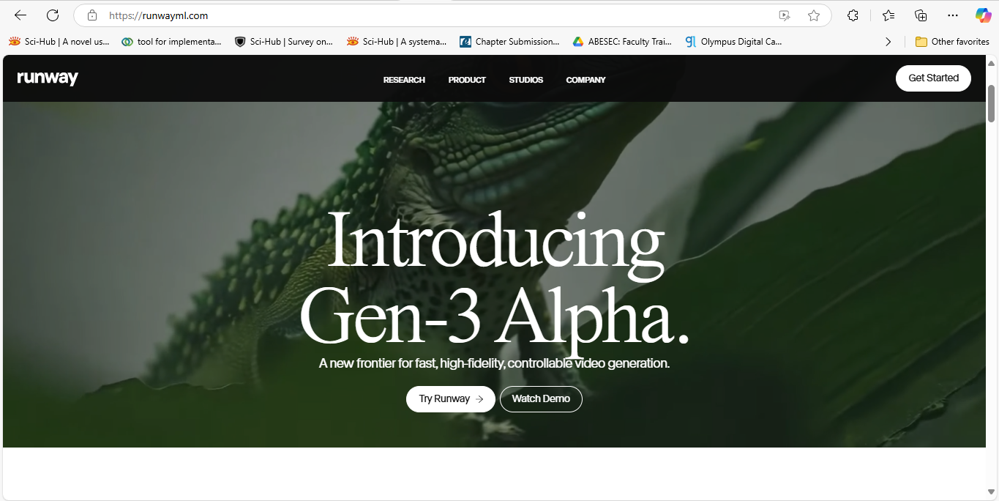 https://runwayml.com
Sci-Hub | A novel us...
tool for implementa...
Sci-Hub | Survey on...
Sci-Hub | A systema...
Chapter Submission...
ABESEC: Faculty Trai...
Olympus Digital Ca...
Other favorites
runway
RESEARCH
PRODUCT
STUDIOS
COMPANY
Get Started
Introducing
Gen-3 Alpha.
A new frontier for fast, high-fidelity, controllable video generation.
Try Runway →
Watch Demo